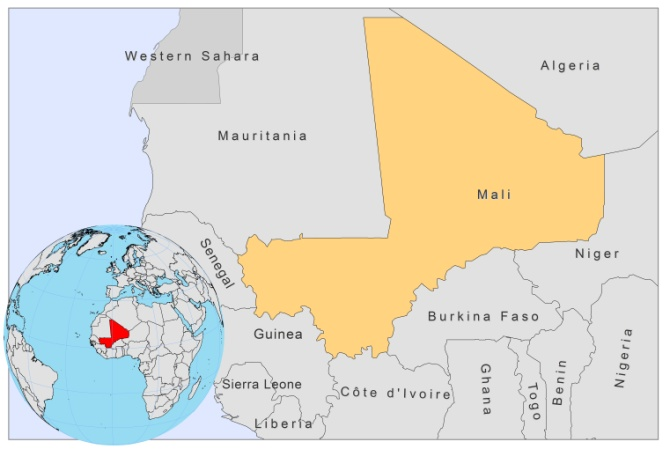 Western Sahara
Algeria
Mauritania
Mali
Senegal
Niger
Burkina Faso
Guinea
Nigeria
Sierra Leone
Côte d'Ivoire
Ghana
Togo
Benin
Liberia